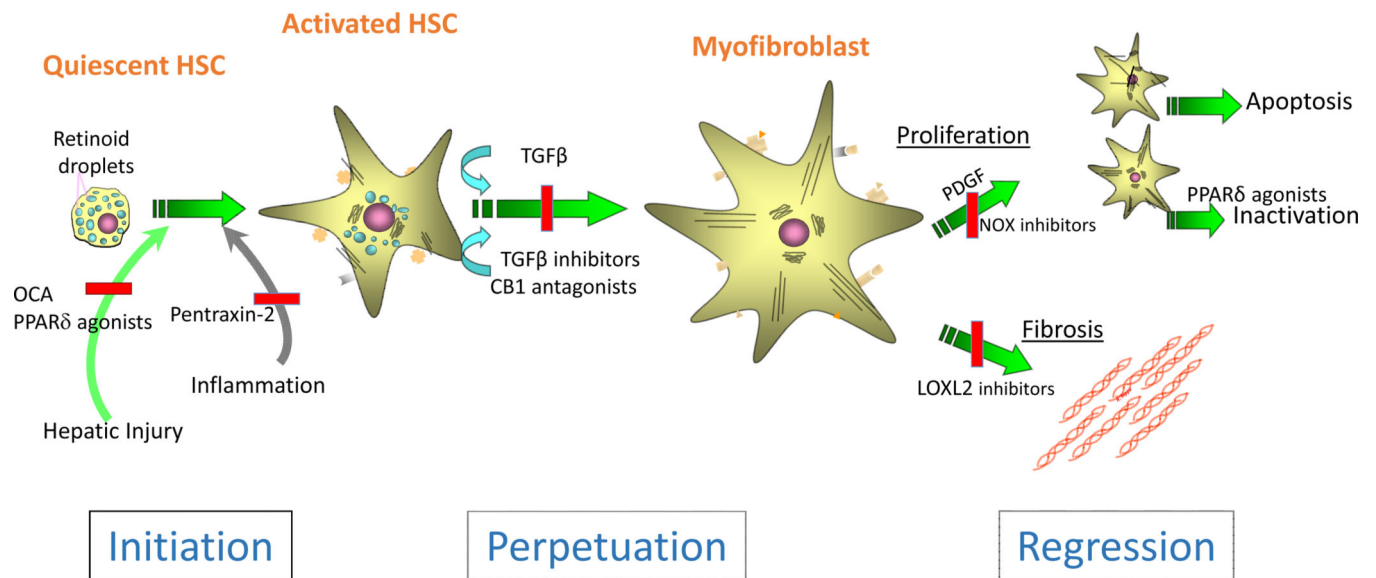 Quiescent HSC
Activated HSC
Myofibroblast
Retinoid
droplets
OCA
PPARδ agonists
Pentraxin-2
Inflammation
Hepatic Injury
TGFβ
TGFβ inhibitors
CB1 antagonists
Proliferation
PDGF
NOX inhibitors
Apoptosis
PPARδ agonists
Inactivation
Fibrosis
LOXL2 inhibitors
Initiation
Perpetuation
Regression